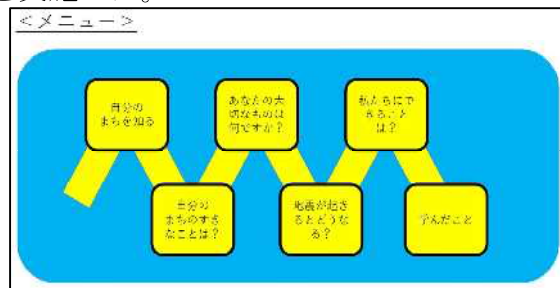 <メニュー>
自分の
まちを知る
自分の
まちのすき
なことは？
あなたの大
切なものは
何ですか？
地震が起き
るとどうな
る？
私たちにで
きること
は？
学んだこと